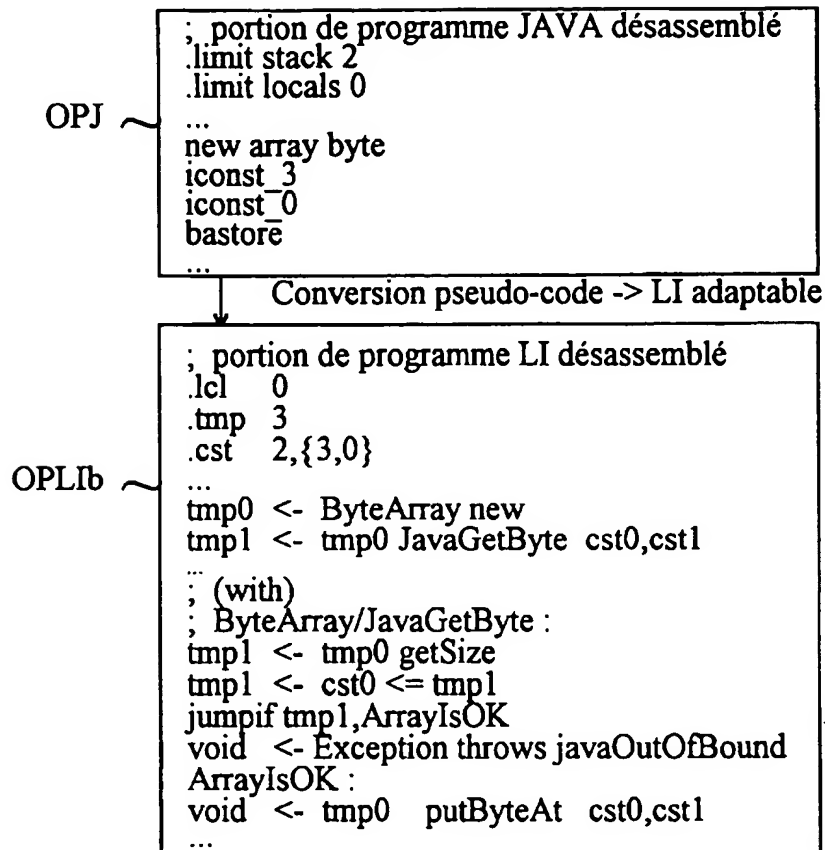 ; portion de programme JAVA désassemblé
.limit stack 2
.limit locals 0
OPJ
...
new array byte
iconst_3
iconst_0
bastore
...
Conversion pseudo-code -> LI adaptable
; portion de programme LI désassemblé
.lcl 0
.tmp 3
.cst 2,{3,0}
OPLIb
...
tmp0 <- ByteArray new
tmp1 <- tmp0 JavaGetByte cst0,cst1
...
; (with)
; ByteArray/JavaGetByte :
tmp1 <- tmp0 getSize
tmp1 <- cst0 <= tmp1
jumpif tmp1,ArrayIsOK
void <- Exception throws javaOutOfBound
ArrayIsOK :
void <- tmp0 putByteAt cst0,cst1
...